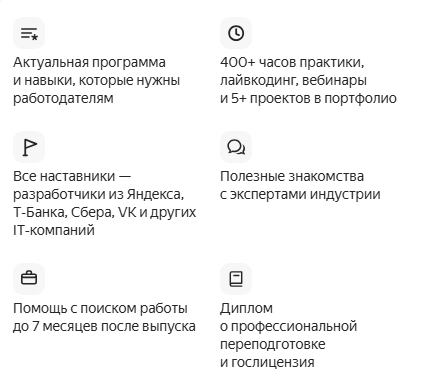 Актуальная программа
и навыки, которые нужны
работодателям
400+ часов практики,
лайвкодинг, вебинары
и 5+ проектов в портфолио
Все наставники —
разработчики из Яндекса,
Т-Банка, Сбера, VK и других
IT-компаний
Полезные знакомства
с экспертами индустрии
Помощь с поиском работы
до 7 месяцев после выпуска
Диплом
о профессиональной
переподготовке
и гослицензия